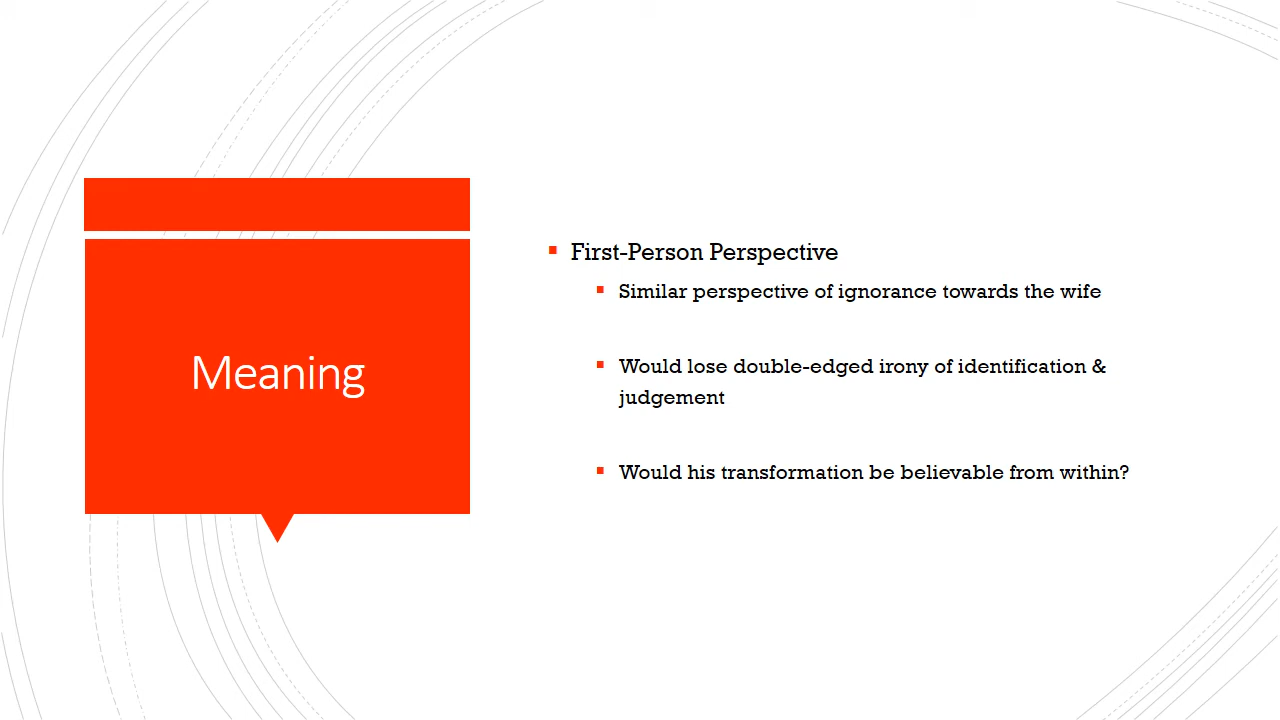 Meaning
First-Person Perspective
Similar perspective of ignorance towards the wife
Would lose double-edged irony of identification &
judgement
Would his transformation be believable from within?